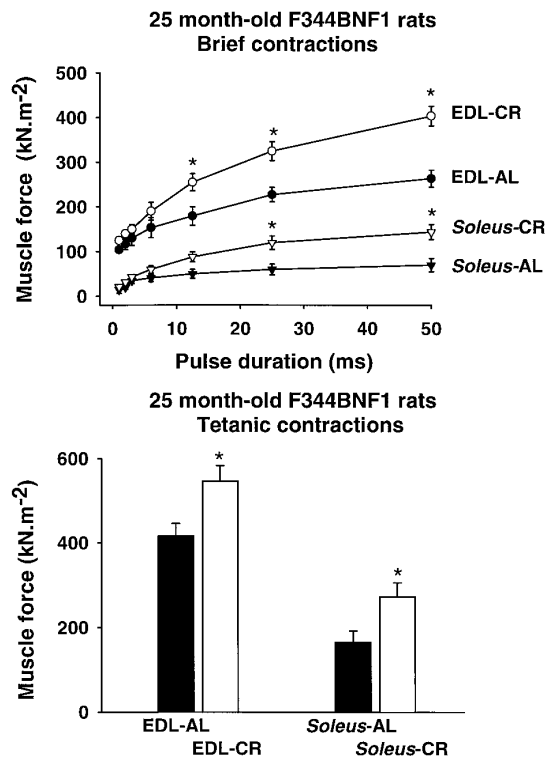 25 month-old F344BNF1 rats
Brief contractions
Muscle force (kN.m-2)
500
400
300
200
100
0
* * *
* *
EDL-CR
EDL-AL
Soleus-CR
Soleus-AL
0 10 20 30 40 50
Pulse duration (ms)
25 month-old F344BNF1 rats
Tetanic contractions
Muscle force (kN.m-2)
600
400
200
0
*
*
EDL-AL Soleus-AL
EDL-CR Soleus-CR